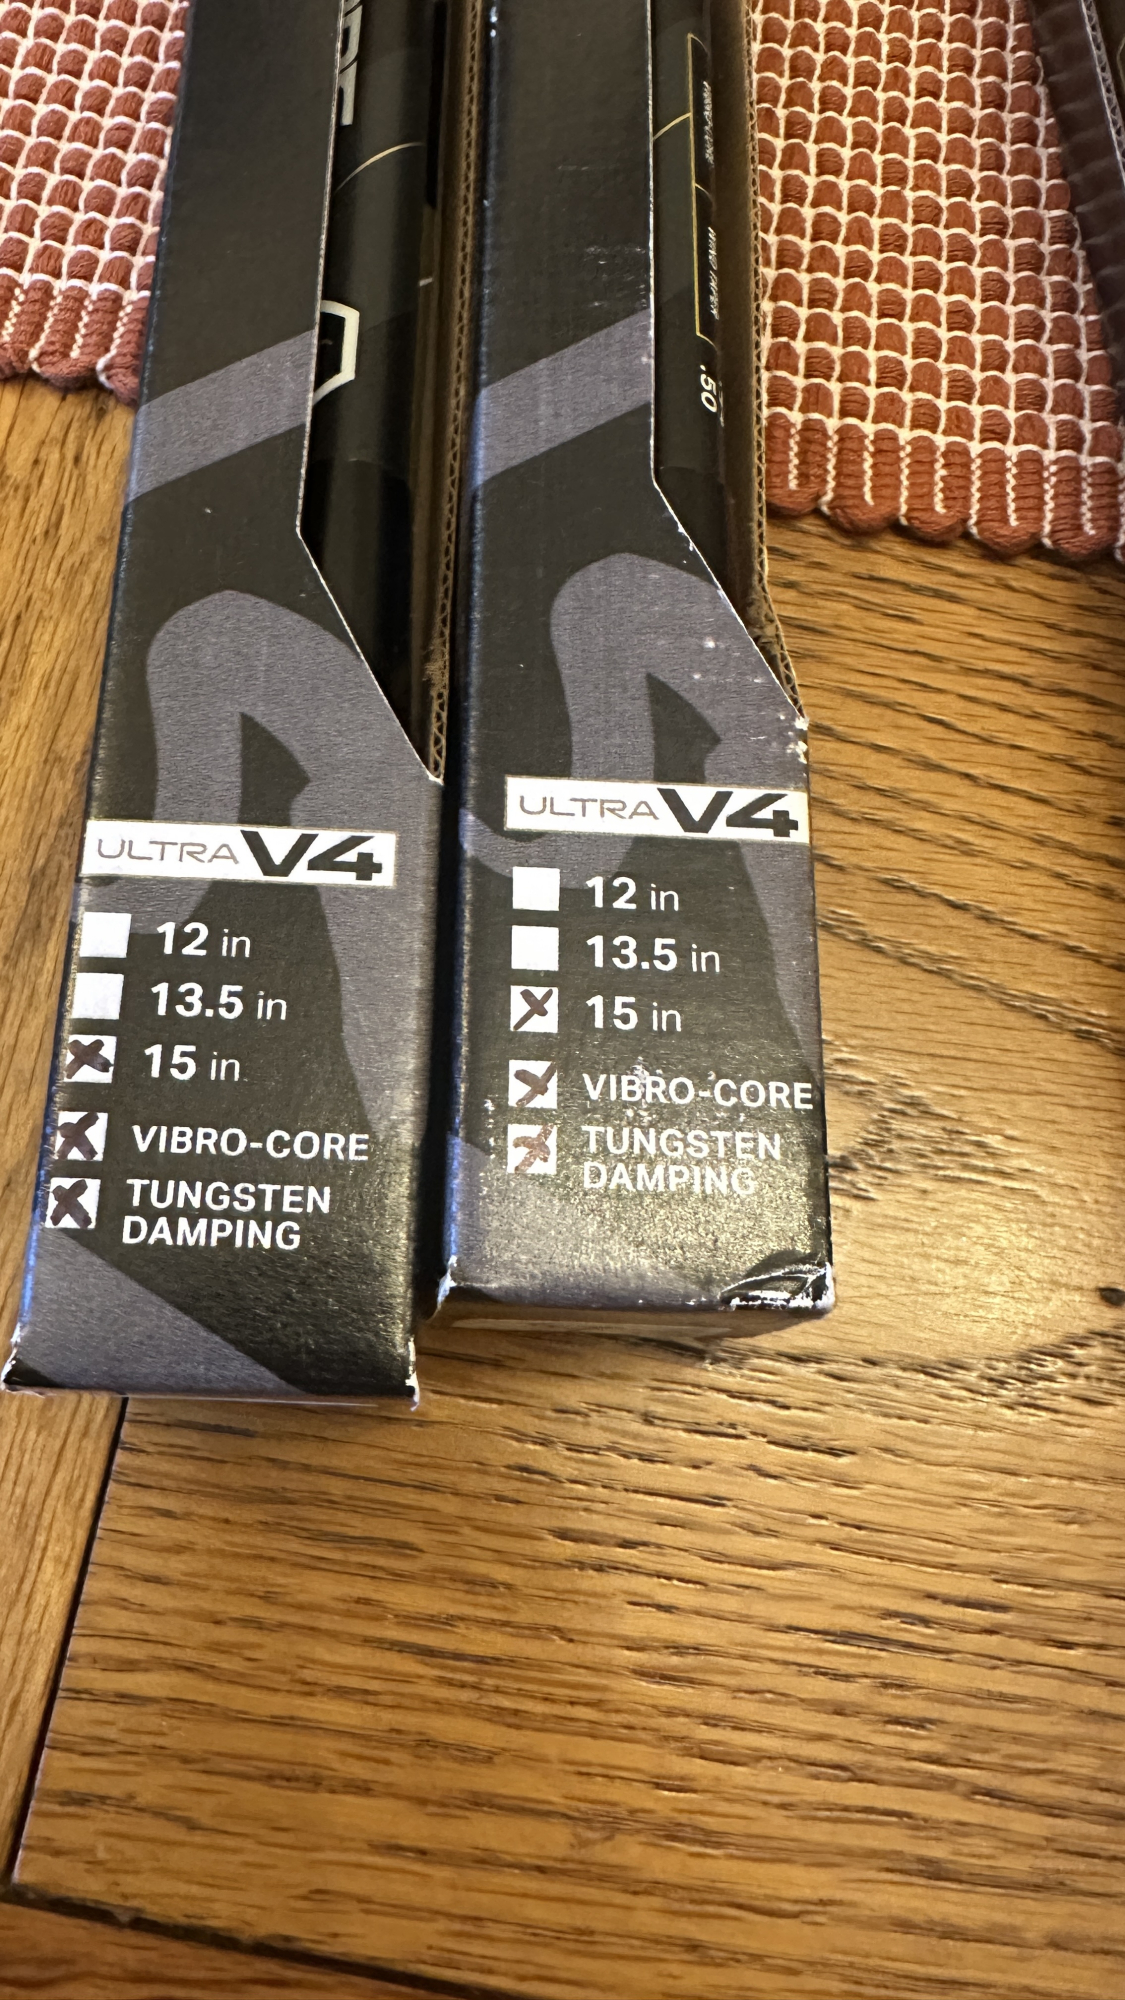 ULTRA V4
12 in
13.5 in
15 in
VIBRO-CORE
TUNGSTEN
DAMPING
.50
ULTRA V4
12 in
13.5 in
15 in
VIBRO-CORE
TUNGSTEN
DAMPING